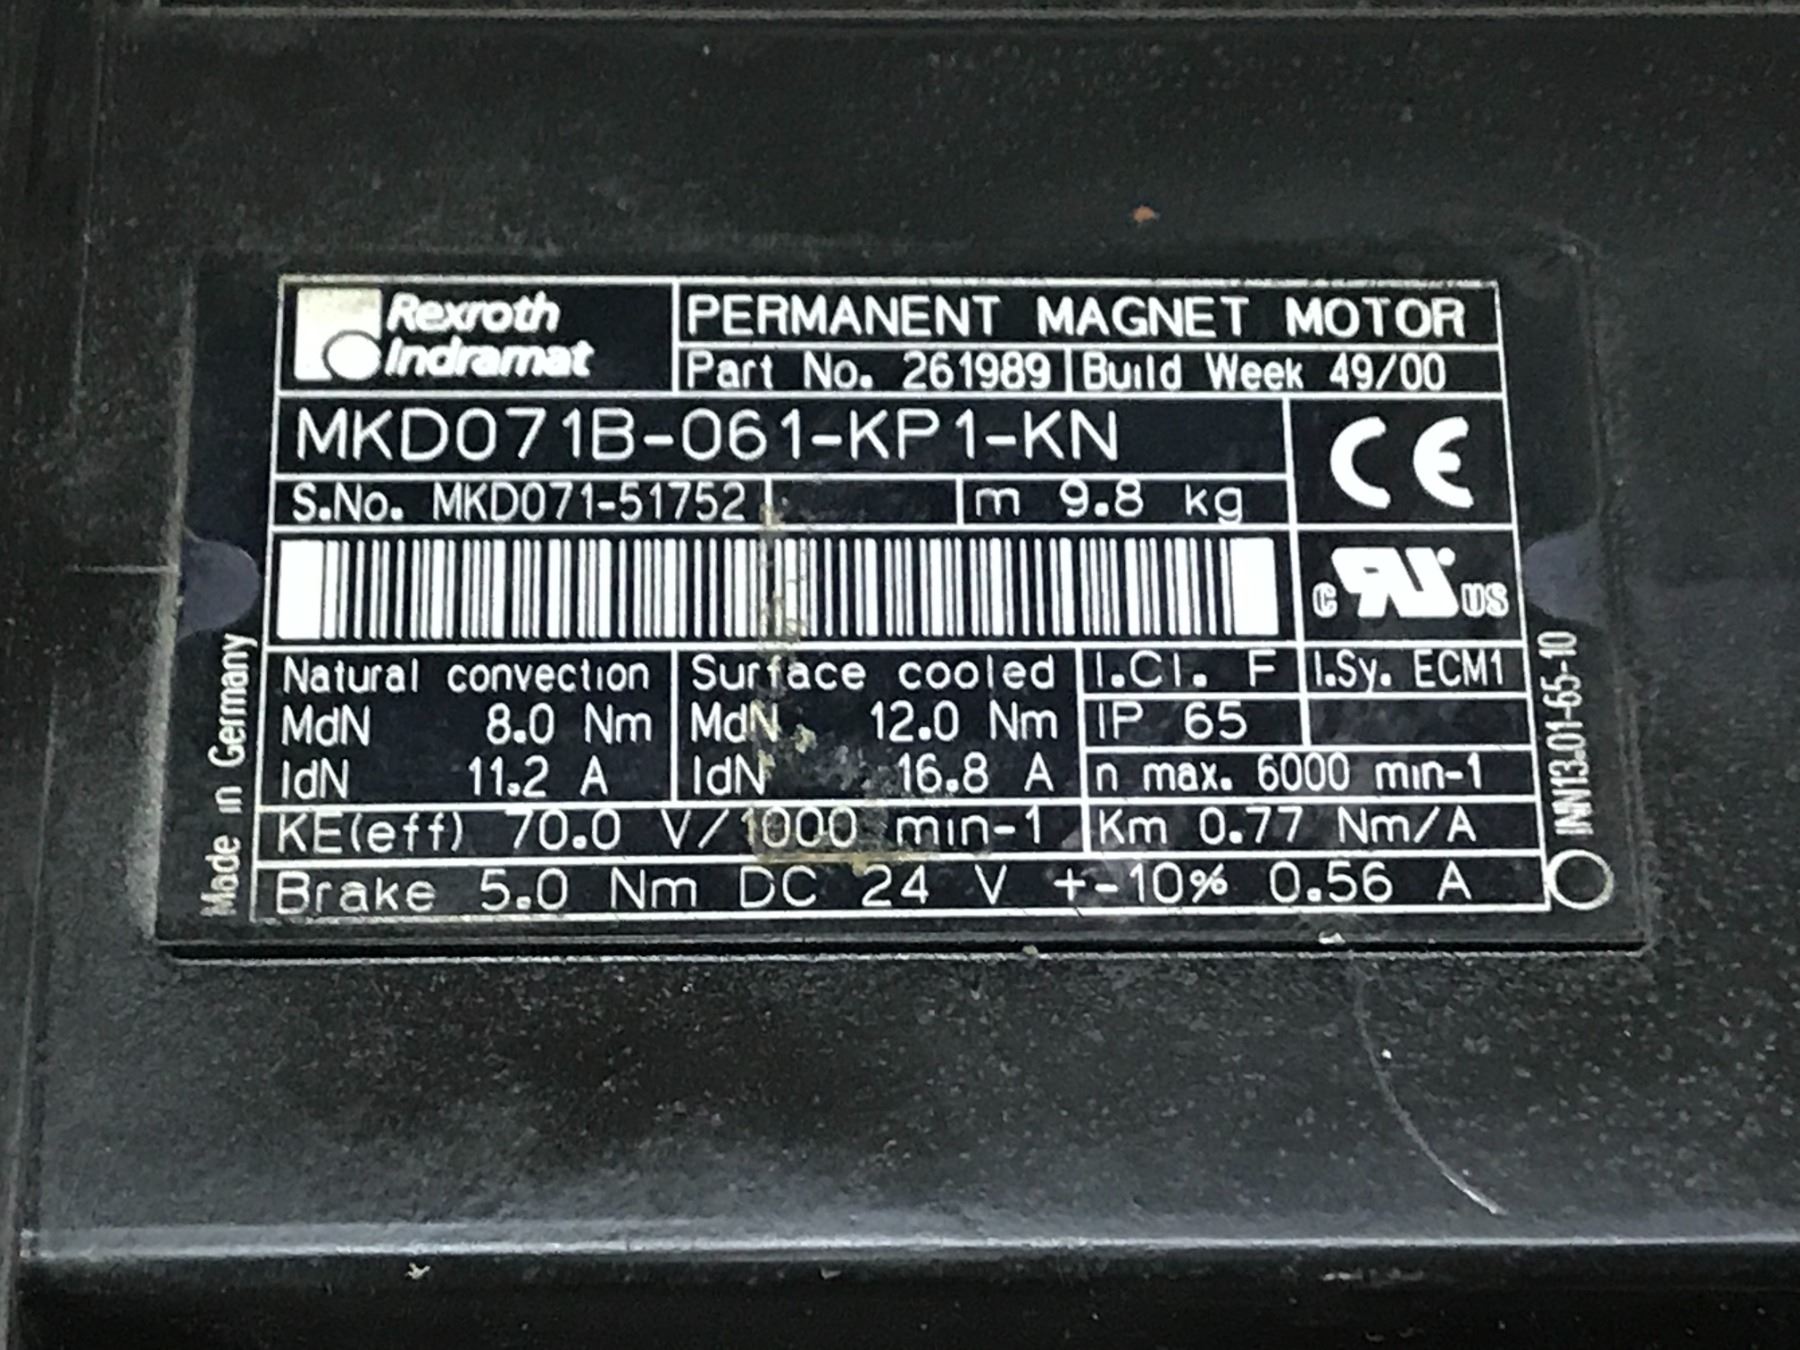 Rexroth
Indramat
PERMANENT MAGNET MOTOR
Part No. 261989 Build Week 49/00
MKD071B-061-KP1-KN
CE
S.No. MKD071-51752 m 9.8 kg
c RU us
Natural convection
MdN 8.0 Nm
IdN 11.2 A
Surface cooled
MdN 12.0 Nm
IdN 16.8 A
I.Cl. F I.Sy. ECM1
IP 65
n max. 6000 min-1
KE(eff) 70.0 V/1000 min-1 Km 0.77 Nm/A
Brake 5.0 Nm DC 24 V +-10% 0.56 A
Made in Germany
INN13.01-65-10